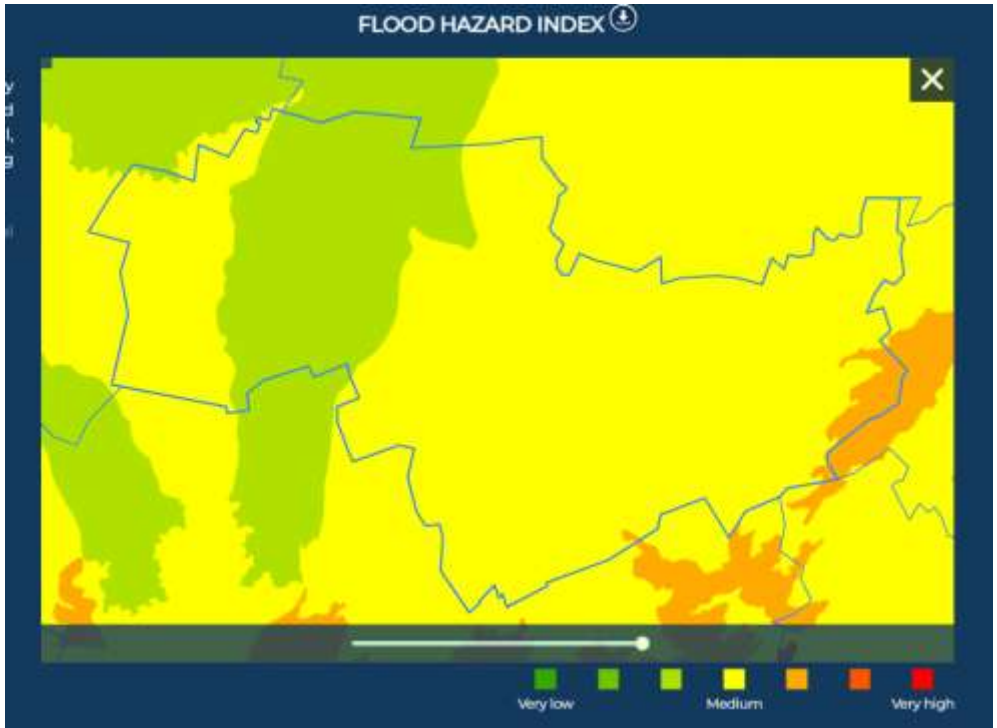 FLOOD HAZARD INDEX
y
d
l,
g
Very low
Medium
Very high